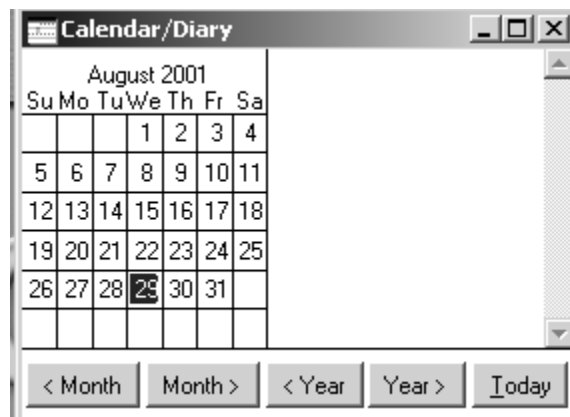 Calendar/Diary
August 2001
Su Mo Tu We Th Fr Sa
1 2 3 4
5 6 7 8 9 10 11
12 13 14 15 16 17 18
19 20 21 22 23 24 25
26 27 28 29 30 31
< Month Month > < Year Year > Today